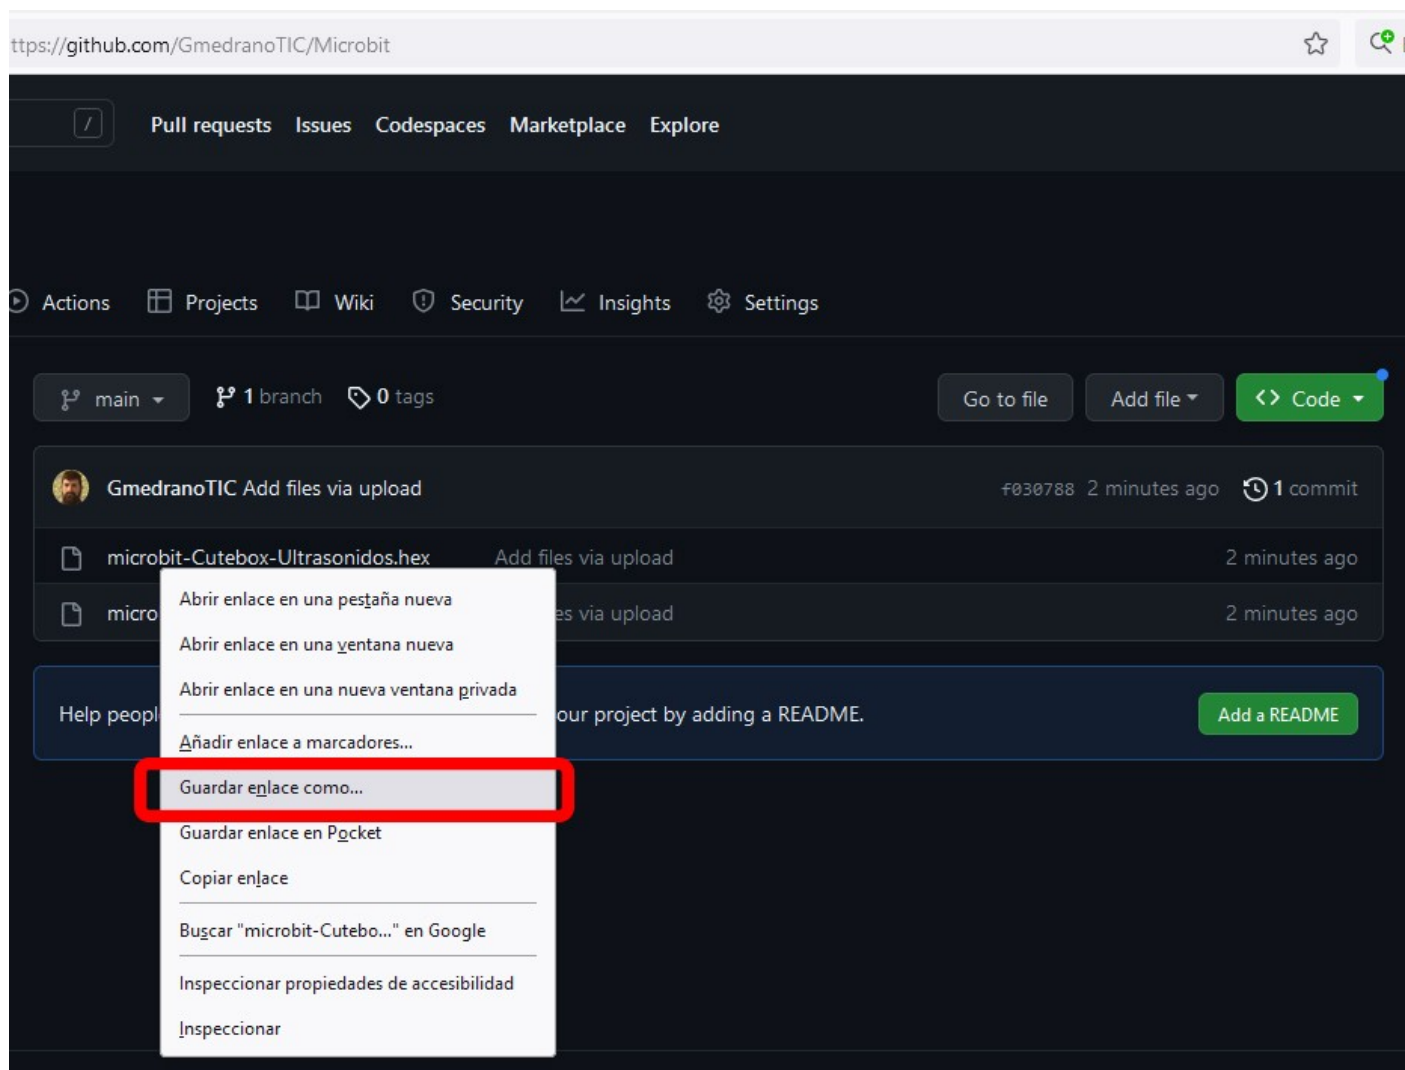 ttps://github.com/GmedranoTIC/Microbit
/ Pull requests Issues Codespaces Marketplace Explore
Actions Projects Wiki Security Insights Settings
main 1 branch 0 tags Go to file Add file Code
GmedranoTIC Add files via upload f030788 2 minutes ago 1 commit
microbit-Cutebox-Ultrasonidos.hex Add files via upload 2 minutes ago
micro es via upload 2 minutes ago
Help peopl our project by adding a README. Add a README
Abrir enlace en una pestaña nueva
Abrir enlace en una ventana nueva
Abrir enlace en una nueva ventana privada
Añadir enlace a marcadores...
Guardar enlace como...
Guardar enlace en Pocket
Copiar enlace
Buscar "microbit-Cutebo..." en Google
Inspeccionar propiedades de accesibilidad
Inspeccionar